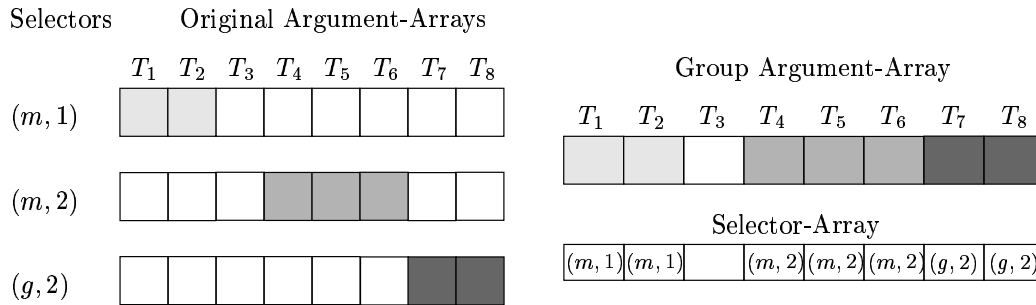 Selectors Original Argument-Arrays
T1 T2 T3 T4 T5 T6 T7 T8
(m, 1)
(m, 2)
(g, 2)
Group Argument-Array
T1 T2 T3 T4 T5 T6 T7 T8
Selector-Array
(m, 1) (m, 1) (m, 2) (m, 2) (m, 2) (g, 2) (g, 2)